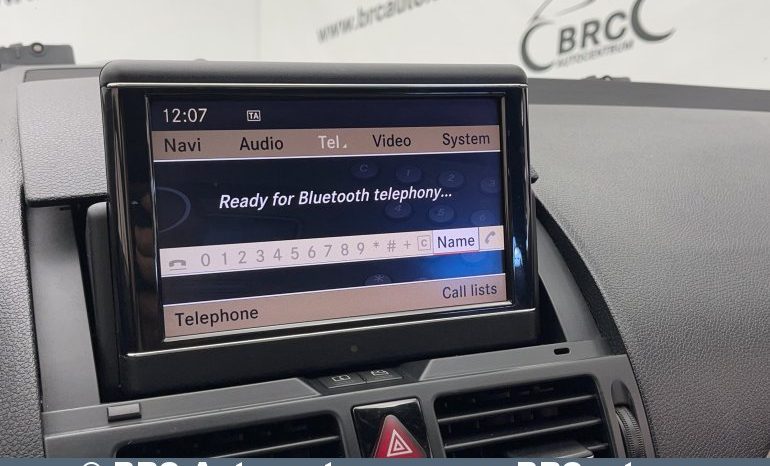 www.brcauto
BRC
AUTOCENTRUM
12:07 TA
Navi Audio Tel. Video System
Ready for Bluetooth telephony...
0 1 2 3 4 5 6 7 8 9 * # + C Name
Call lists
Telephone